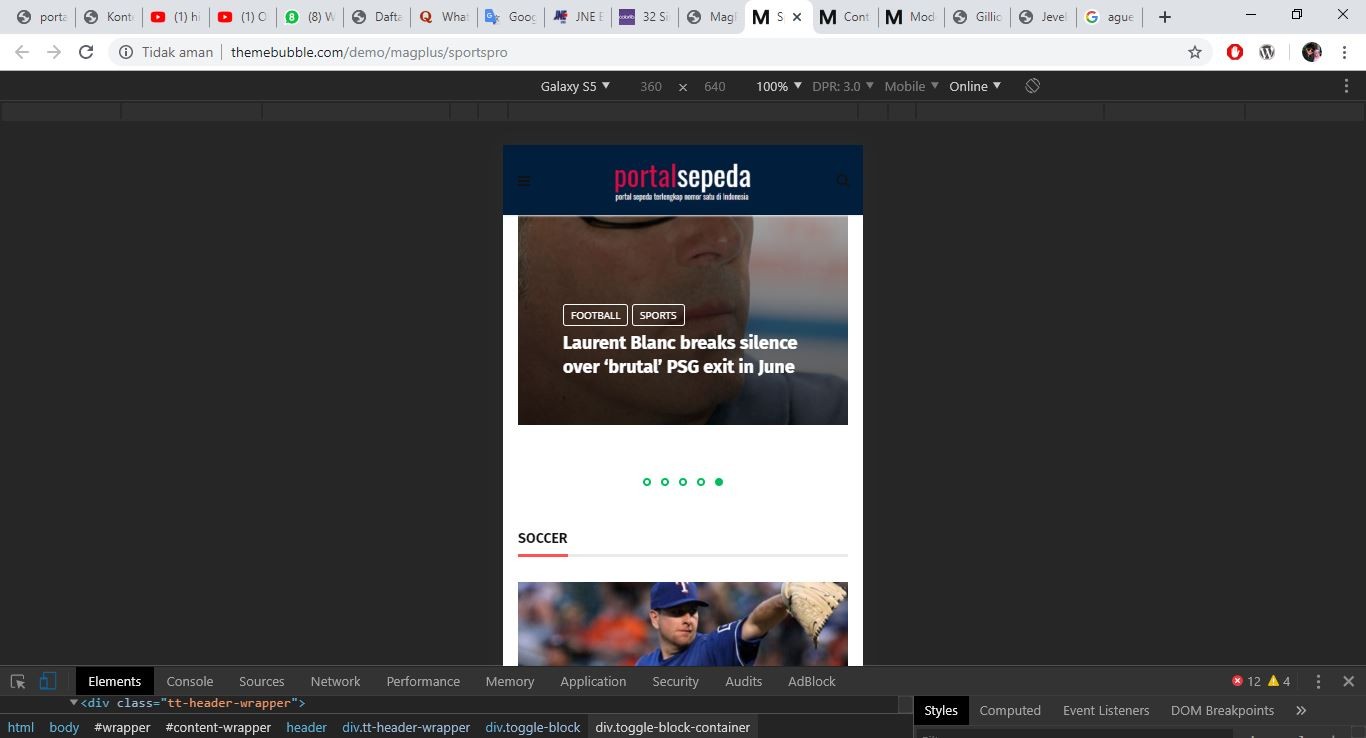 porta
Konte
(1) hi
(1) O
(8) W
Dafta
What
Goog
JNE E
32 Si
MagP
S
Cont
Mod
Gillio
Jevel
ague
Tidak aman themebubble.com/demo/magplus/sportspro
Galaxy S5 360 × 640 100% DPR: 3.0 Mobile Online
portalsepeda
portal sepeda terlengkap nomor satu di Indonesia
FOOTBALL SPORTS
Laurent Blanc breaks silence
over ‘brutal’ PSG exit in June
SOCCER
Elements Console Sources Network Performance Memory Application Security Audits AdBlock 12 4
<div class="tt-header-wrapper">
html body #wrapper #content-wrapper header div.tt-header-wrapper div.toggle-block div.toggle-block-container
Styles Computed Event Listeners DOM Breakpoints »